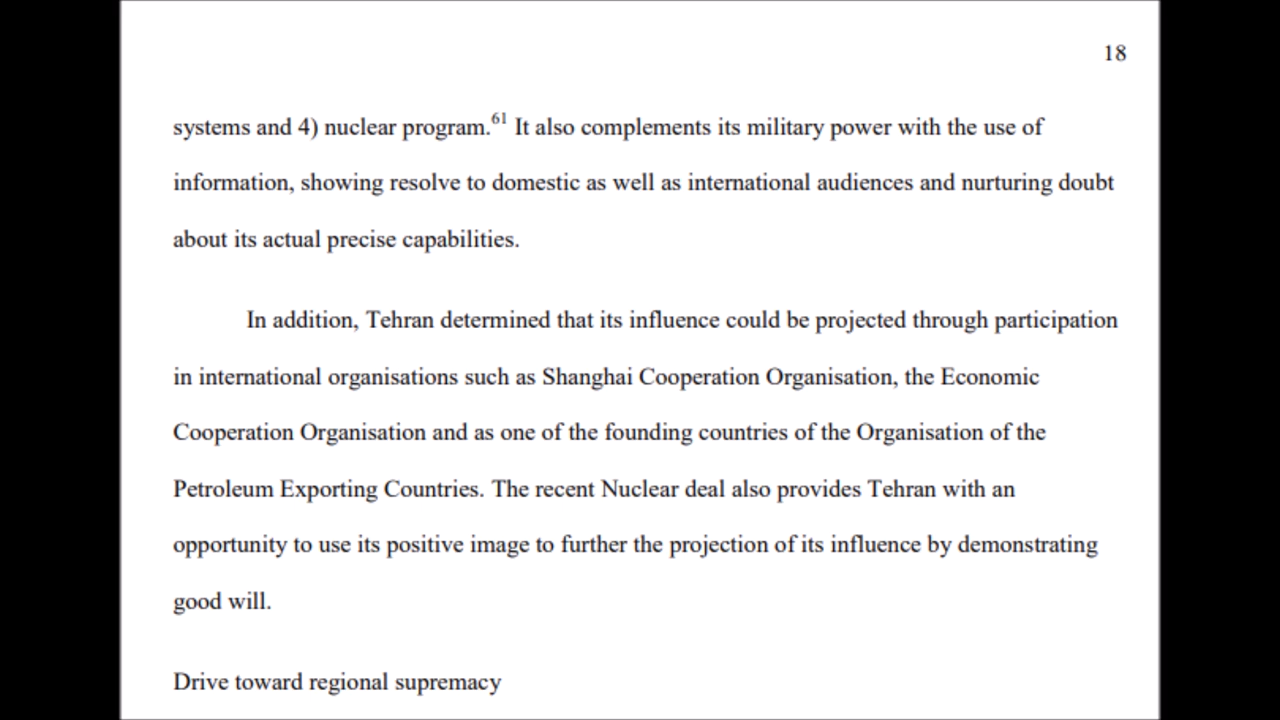 18
systems and 4) nuclear program.61 It also complements its military power with the use of
information, showing resolve to domestic as well as international audiences and nurturing doubt
about its actual precise capabilities.
In addition, Tehran determined that its influence could be projected through participation
in international organisations such as Shanghai Cooperation Organisation, the Economic
Cooperation Organisation and as one of the founding countries of the Organisation of the
Petroleum Exporting Countries. The recent Nuclear deal also provides Tehran with an
opportunity to use its positive image to further the projection of its influence by demonstrating
good will.
Drive toward regional supremacy